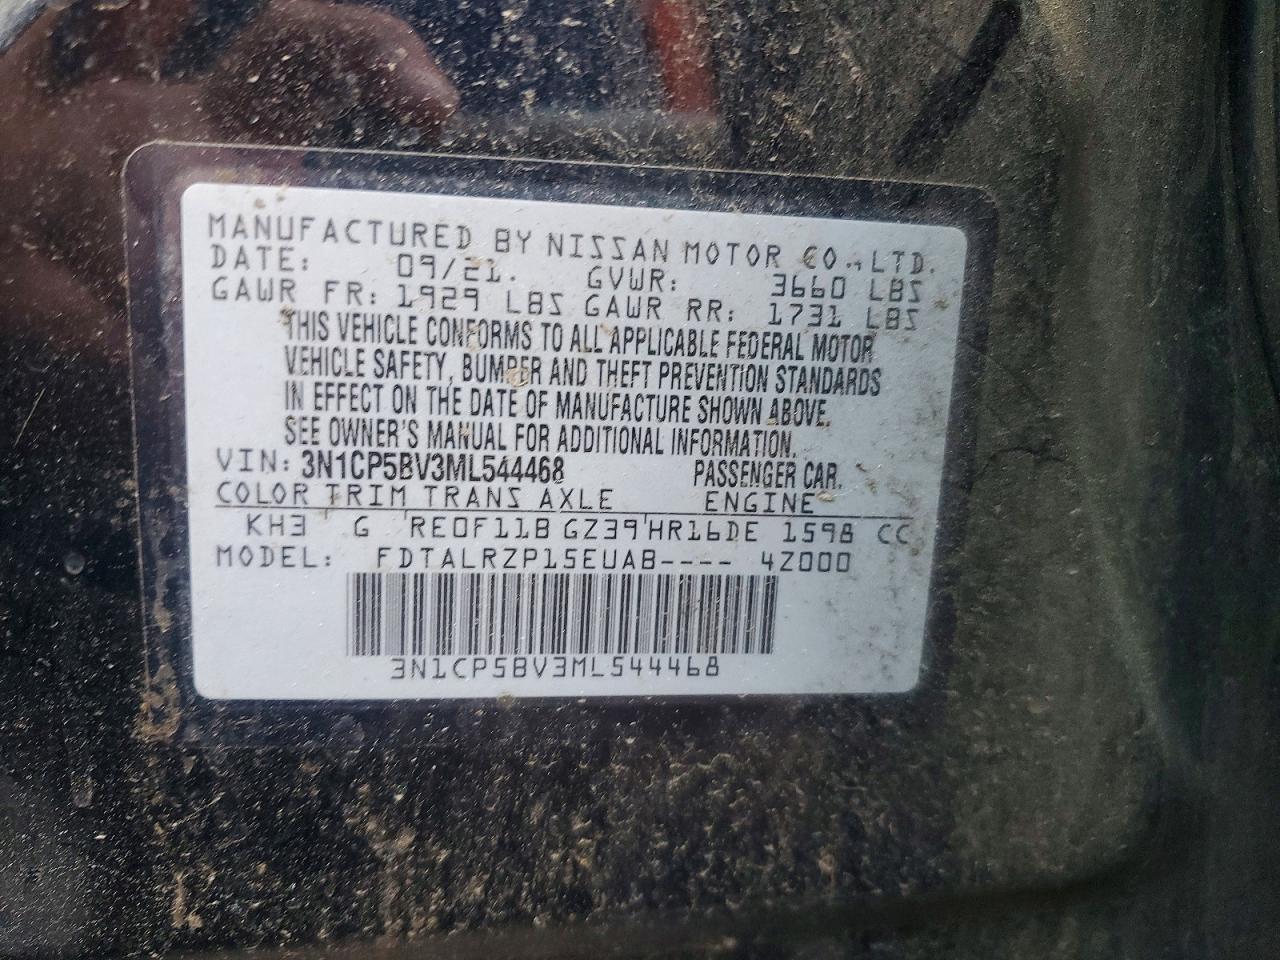 MANUFACTURED BY NISSAN MOTOR CO., LTD.
DATE: 09/21. GVWR: 3660 LBS
GAWR FR: 1929 LBS GAWR RR: 1731 LBS
THIS VEHICLE CONFORMS TO ALL APPLICABLE FEDERAL MOTOR
VEHICLE SAFETY, BUMPER AND THEFT PREVENTION STANDARDS
IN EFFECT ON THE DATE OF MANUFACTURE SHOWN ABOVE.
SEE OWNER'S MANUAL FOR ADDITIONAL INFORMATION.
VIN: 3N1CP5BV3ML544468 PASSENGER CAR.
COLOR TRIM TRANS AXLE ENGINE
KH3 G RE0F11B GZ39 HR16DE 1598 CC
MODEL: FDTALRZP15EUAB---- 4Z000
3N1CP5BV3ML544468